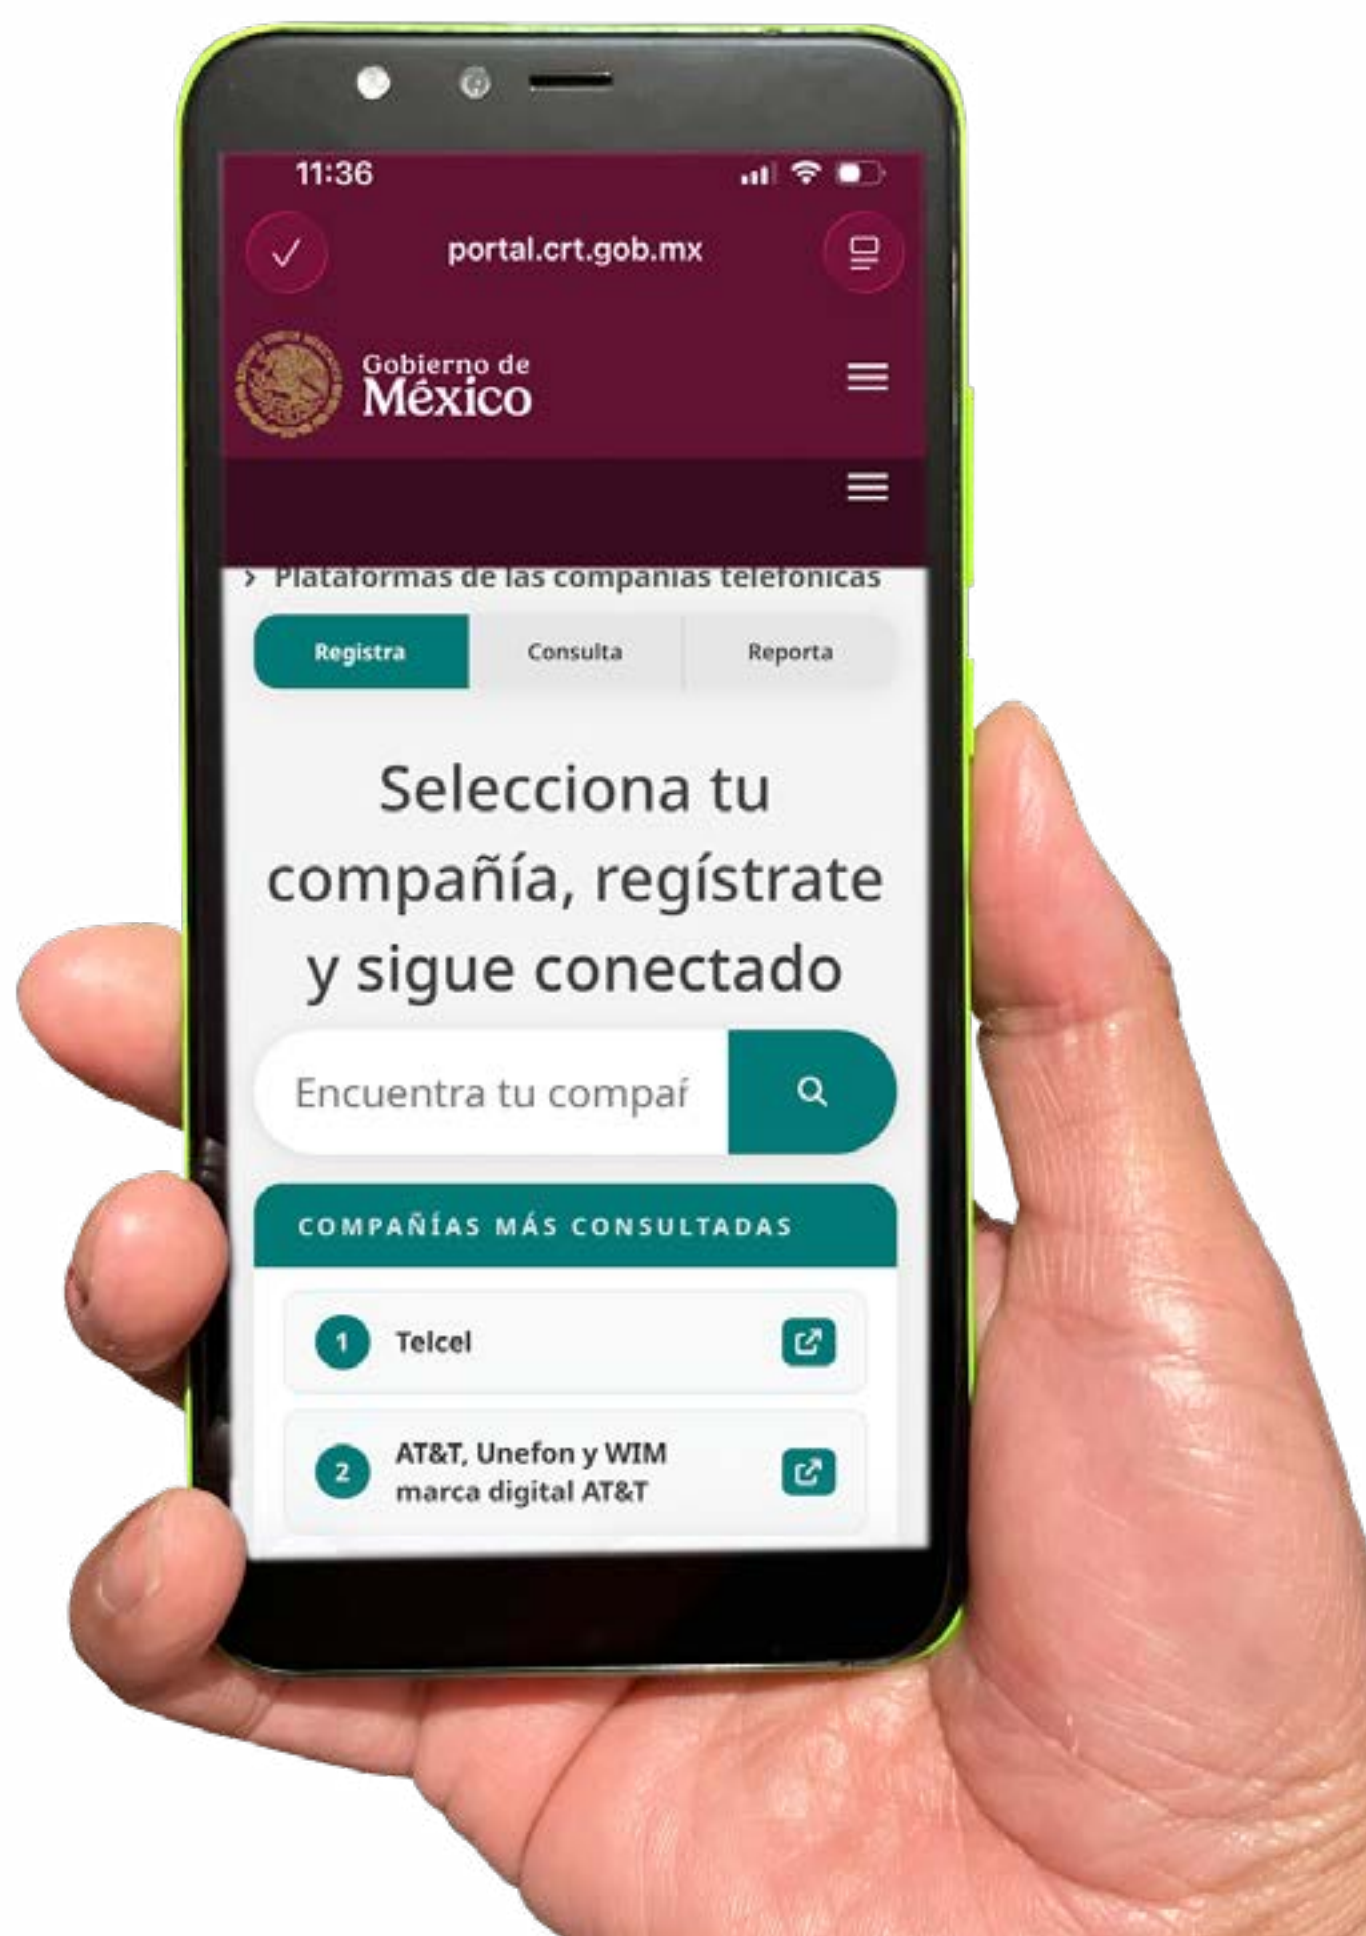 11:36
portal.crt.gob.mx
Gobierno de
México
Plataformas de las compañías telefónicas
Registra Consulta Reporta
Selecciona tu
compañía, regístrate
y sigue conectado
Encuentra tu compañ
COMPAÑÍAS MÁS CONSULTADAS
1 Telcel
2 AT&T, Unefon y WIM
marca digital AT&T